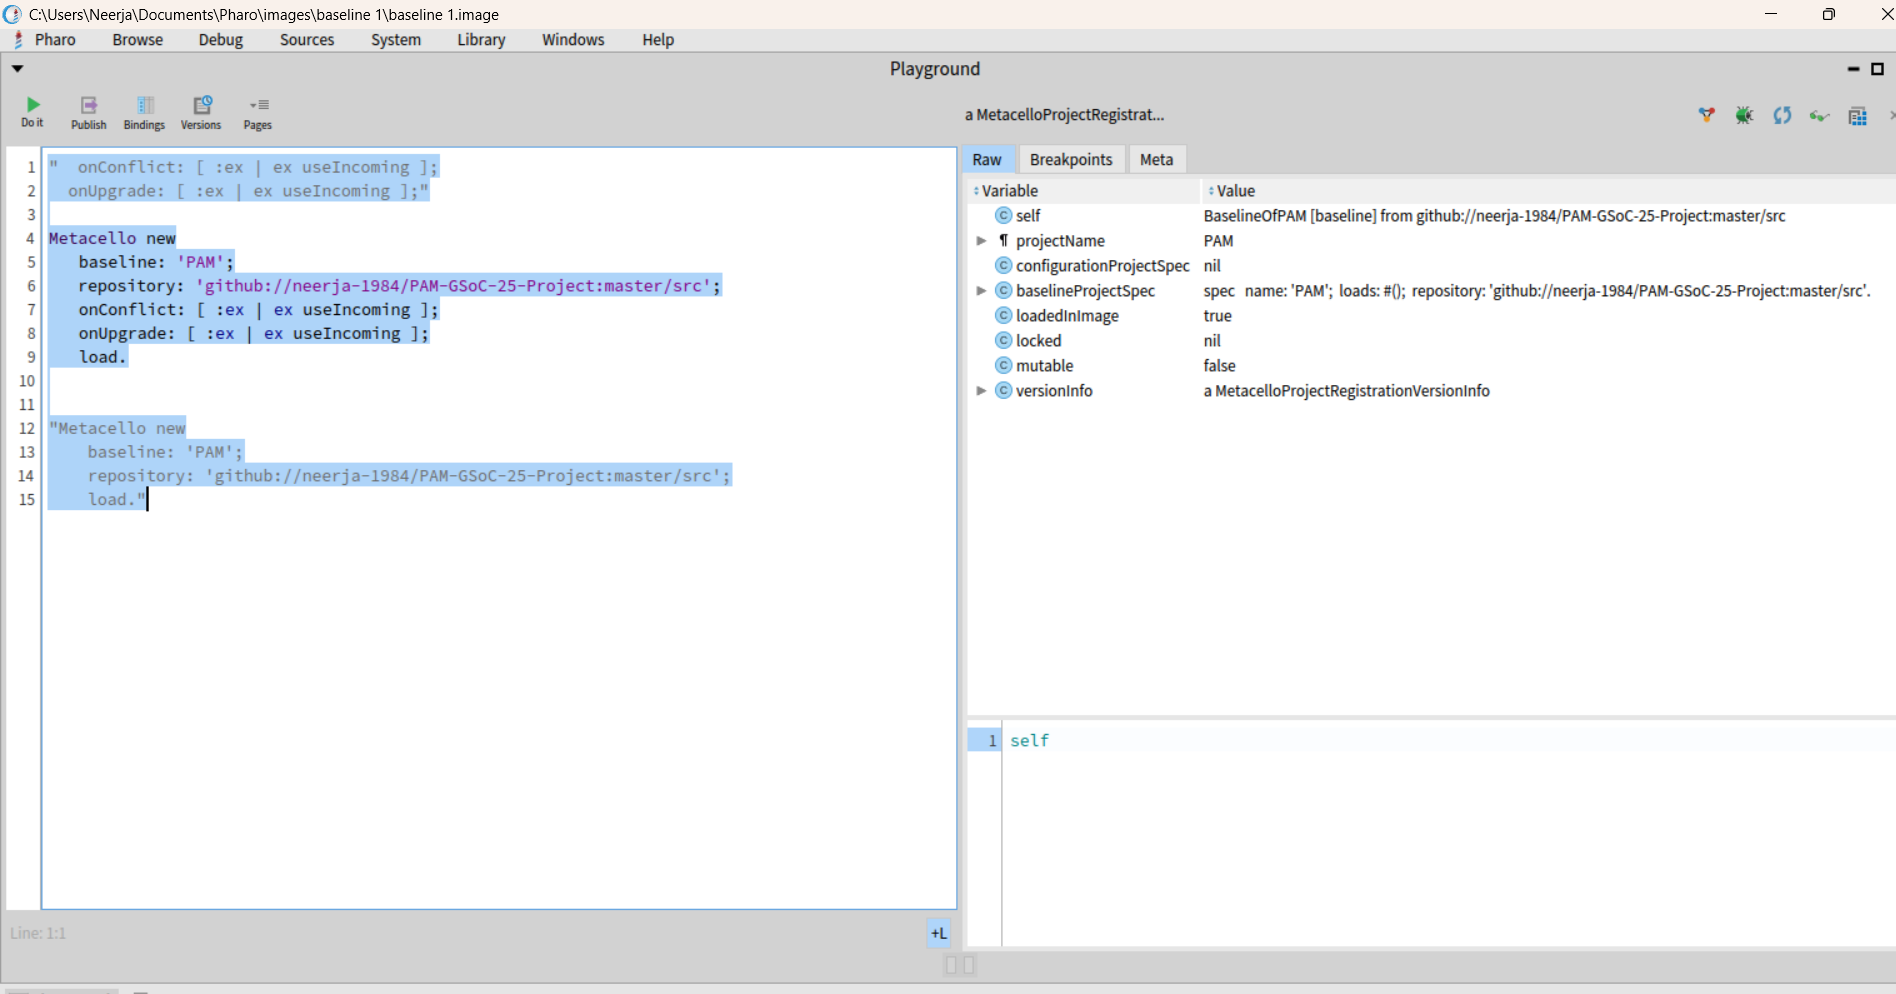 C:\Users\Neerja\Documents\Pharo\images\baseline 1\baseline 1.image
Pharo Browse Debug Sources System Library Windows Help
Playground
Do it Publish Bindings Versions Pages
a MetacelloProjectRegistrat...
1 "  onConflict: [ :ex | ex useIncoming ];
2   onUpgrade: [ :ex | ex useIncoming ];"
3
4 Metacello new
5    baseline: 'PAM';
6    repository: 'github://neerja-1984/PAM-GSoC-25-Project:master/src';
7    onConflict: [ :ex | ex useIncoming ];
8    onUpgrade: [ :ex | ex useIncoming ];
9    load.
10
11
12 "Metacello new
13     baseline: 'PAM';
14     repository: 'github://neerja-1984/PAM-GSoC-25-Project:master/src';
15     load."
Line: 1:1
+L
Raw Breakpoints Meta
Variable Value
self BaselineOfPAM [baseline] from github://neerja-1984/PAM-GSoC-25-Project:master/src
¶ projectName PAM
configurationProjectSpec nil
baselineProjectSpec spec name: 'PAM'; loads: #(); repository: 'github://neerja-1984/PAM-GSoC-25-Project:master/src'.
loadedInImage true
locked nil
mutable false
versionInfo a MetacelloProjectRegistrationVersionInfo
1 self